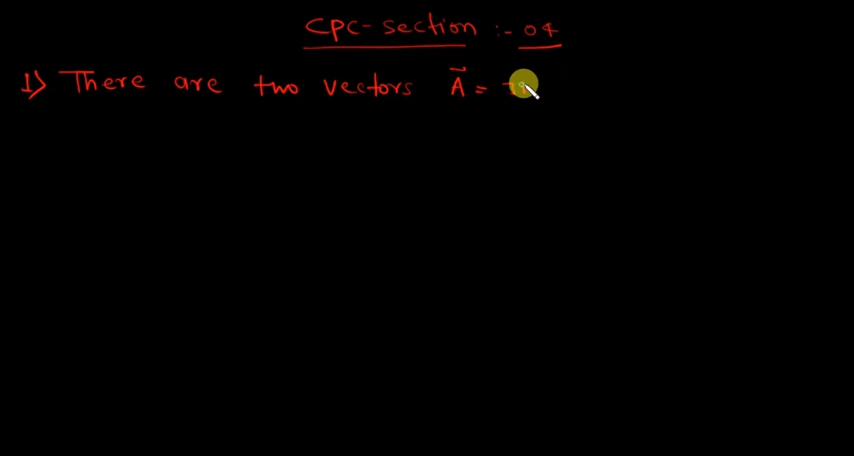 Cpc-section :- 04
1) There are two vectors A⃗ =